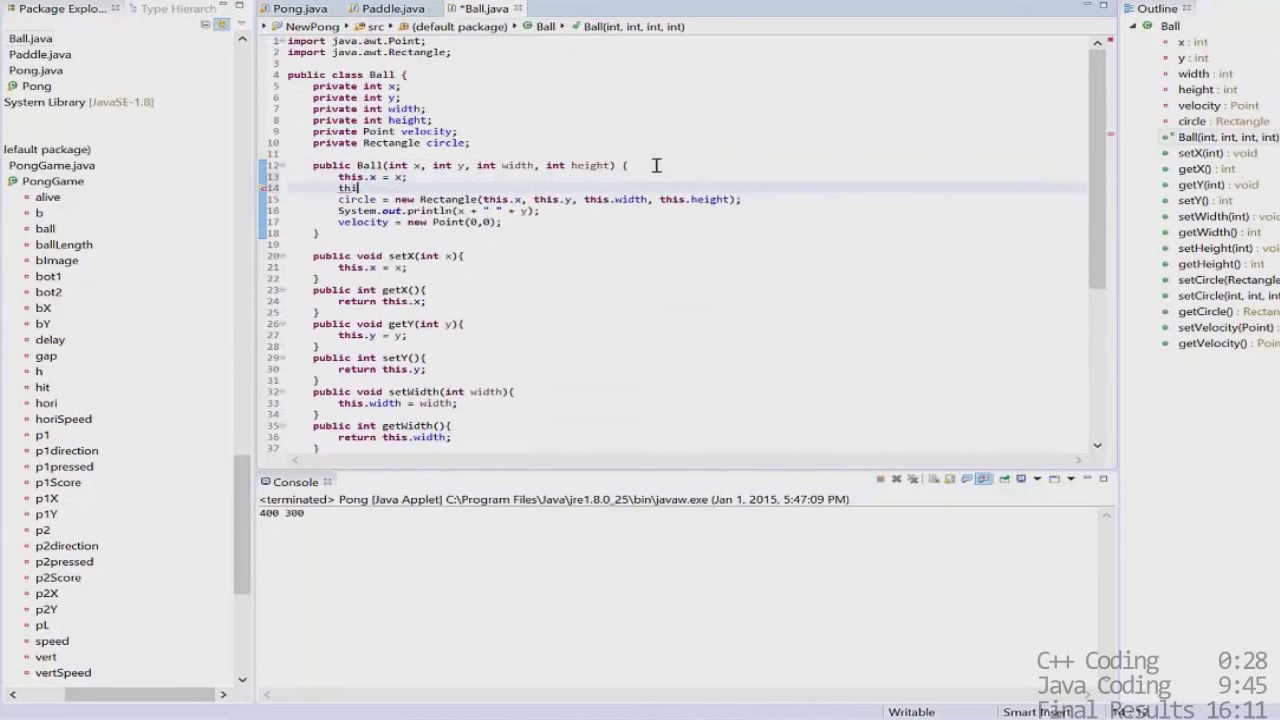 Package Explo...
Type Hierarch
Ball.java
Paddle.java
Pong.java
Pong
System Library [JavaSE-1.8]
default package)
PongGame.java
PongGame
alive
b
ball
ballLength
bImage
bot1
bot2
bX
bY
delay
gap
h
hit
hori
horiSpeed
p1
p1direction
p1pressed
p1Score
p1X
p1Y
p2
p2direction
p2pressed
p2Score
p2X
p2Y
pL
speed
vert
vertSpeed
Pong.java
Paddle.java
*Ball.java
NewPong
src
(default package)
Ball
Ball(int, int, int, int)
1 import java.awt.Point;
2 import java.awt.Rectangle;
3
4 public class Ball {
5 private int x;
6 private int y;
7 private int width;
8 private int height;
9 private Point velocity;
10 private Rectangle circle;
11
12 public Ball(int x, int y, int width, int height) {
13 this.x = x;
14 thi
15 circle = new Rectangle(this.x, this.y, this.width, this.height);
16 System.out.println(x + " " + y);
17 velocity = new Point(0,0);
18 }
19
20 public void setX(int x){
21 this.x = x;
22 }
23 public int getX(){
24 return this.x;
25 }
26 public void getY(int y){
27 this.y = y;
28 }
29 public int setY(){
30 return this.y;
31 }
32 public void setWidth(int width){
33 this.width = width;
34 }
35 public int getWidth(){
36 return this.width;
37 }
Console
<terminated> Pong [Java Applet] C:\Program Files\Java\jre1.8.0_25\bin\javaw.exe (Jan 1, 2015, 5:47:09 PM)
400 300
Outline
Ball
x : int
y : int
width : int
height : int
velocity : Point
circle : Rectangle
Ball(int, int, int, int)
setX(int) : void
getX() : int
getY(int) : void
setY() : int
setWidth(int) : void
getWidth() : int
setHeight(int) : void
getHeight() : int
setCircle(Rectangle
setCircle(int, int, int,
getCircle() : Rectan
setVelocity(Point) :
getVelocity() : Poin
C++ Coding 0:28
Java Coding 9:45
Final Results 16:11
Writable
Smart Insert